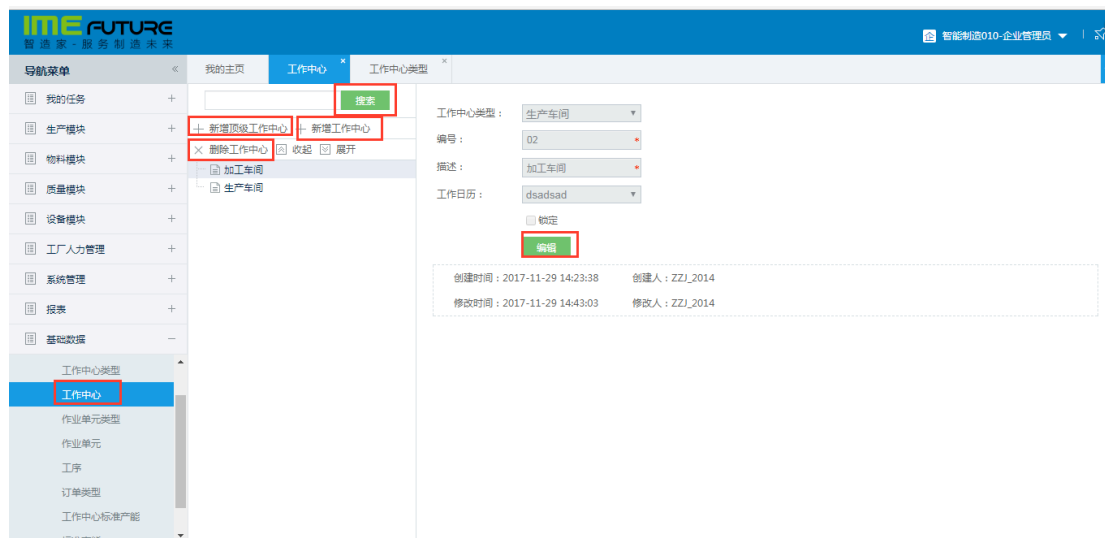 IME FUTURE
智造家-服务制造未来
智能制造010-企业管理员
导航菜单
我的主页
工作中心
工作中心类型
我的任务
生产模块
物料模块
质量模块
设备模块
工厂人力管理
系统管理
报表
基础数据
工作中心类型
工作中心
作业单元类型
作业单元
工序
订单类型
工作中心标准产能
搜索
新增顶级工作中心
新增工作中心
删除工作中心
收起
展开
加工车间
生产车间
工作中心类型：
生产车间
编号：
02 *
描述：
加工车间 *
工作日历：
dsadsad
锁定
编辑
创建时间：2017-11-29 14:23:38 创建人：ZZJ_2014
修改时间：2017-11-29 14:43:03 修改人：ZZJ_2014